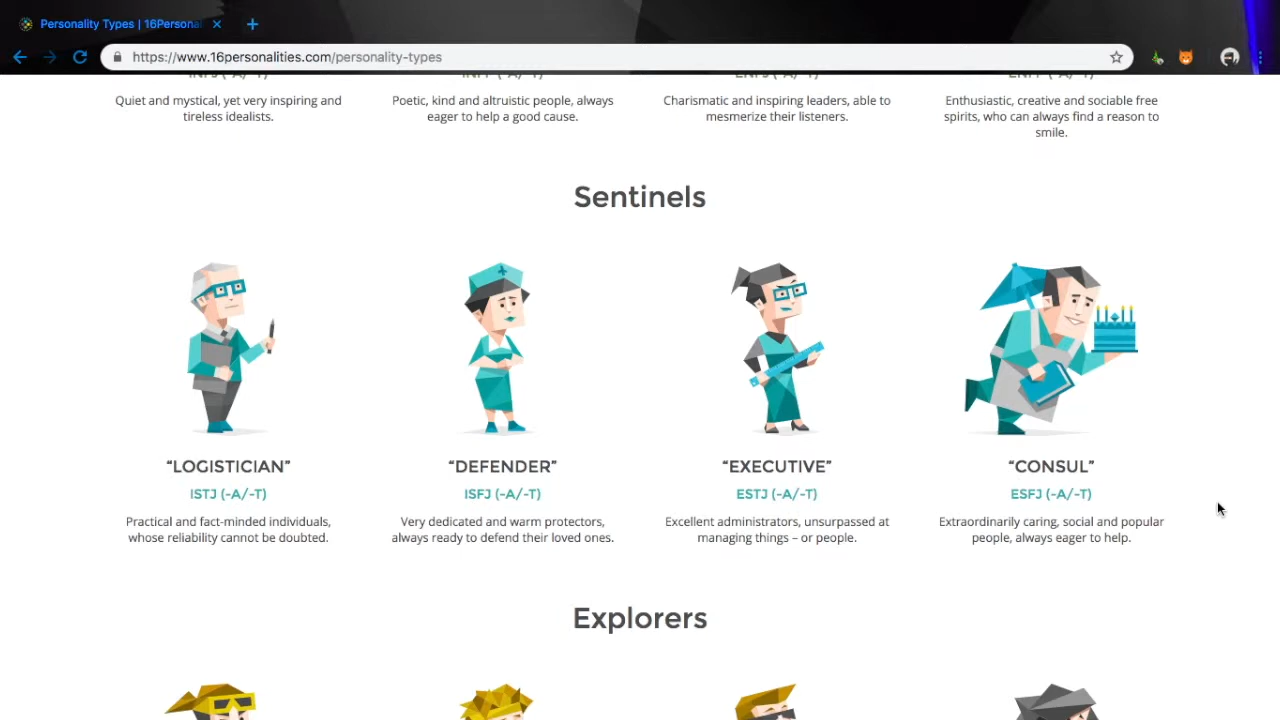 Personality Types | 16Persona
https://www.16personalities.com/personality-types
INFJ (-A/-T)
INFP (-A/-T)
ENFJ (-A/-T)
ENFP (-A/-T)
Quiet and mystical, yet very inspiring and
tireless idealists.
Poetic, kind and altruistic people, always
eager to help a good cause.
Charismatic and inspiring leaders, able to
mesmerize their listeners.
Enthusiastic, creative and sociable free
spirits, who can always find a reason to
smile.
Sentinels
“LOGISTICIAN”
ISTJ (-A/-T)
Practical and fact-minded individuals,
whose reliability cannot be doubted.
“DEFENDER”
ISFJ (-A/-T)
Very dedicated and warm protectors,
always ready to defend their loved ones.
“EXECUTIVE”
ESTJ (-A/-T)
Excellent administrators, unsurpassed at
managing things – or people.
“CONSUL”
ESFJ (-A/-T)
Extraordinarily caring, social and popular
people, always eager to help.
Explorers